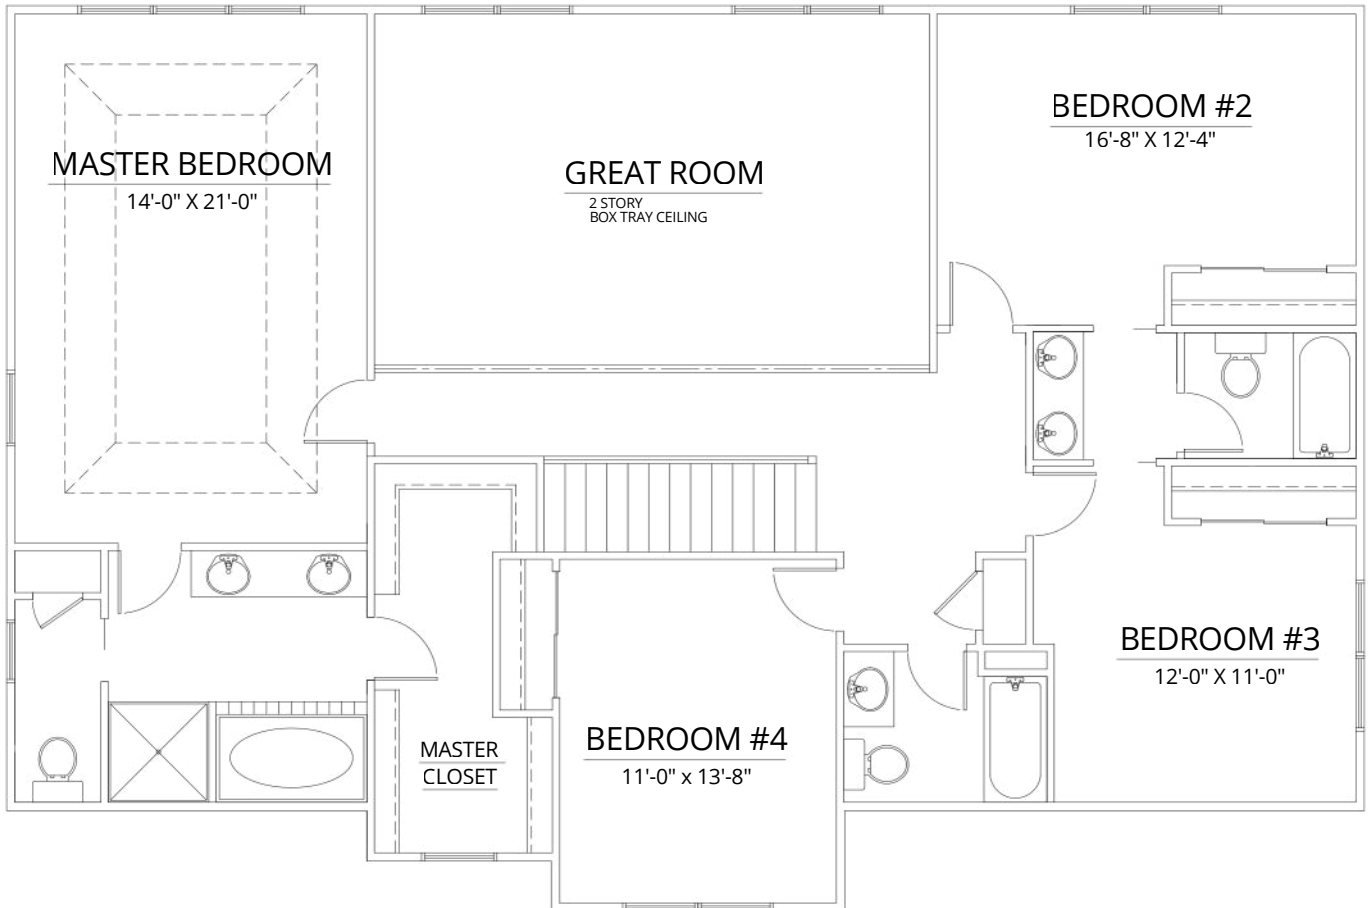 BEDROOM #2
16'-8" X 12'-4"
MASTER BEDROOM
14'-0" X 21'-0"
GREAT ROOM
2 STORY
BOX TRAY CEILING
BEDROOM #3
12'-0" X 11'-0"
MASTER
CLOSET
BEDROOM #4
11'-0" x 13'-8"